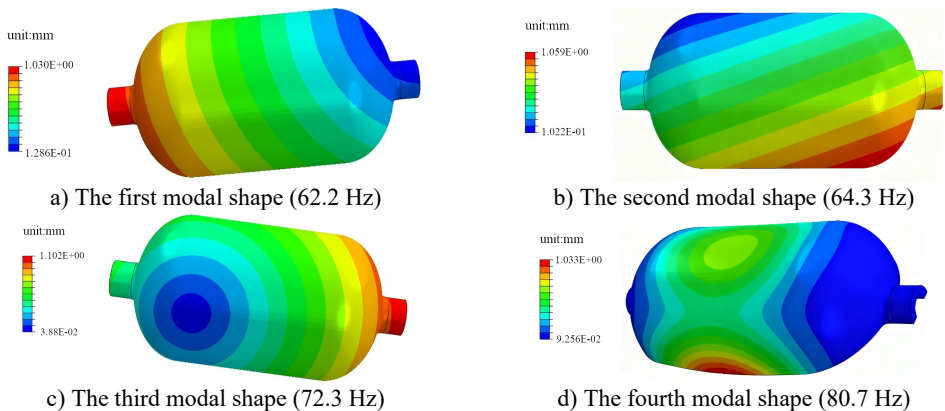 unit:mm
1.030E+00
1.286E-01
a) The first modal shape (62.2 Hz)
unit:mm
1.059E+00
1.022E-01
b) The second modal shape (64.3 Hz)
unit:mm
1.102E+00
3.88E-02
c) The third modal shape (72.3 Hz)
unit:mm
1.033E+00
9.256E-02
d) The fourth modal shape (80.7 Hz)